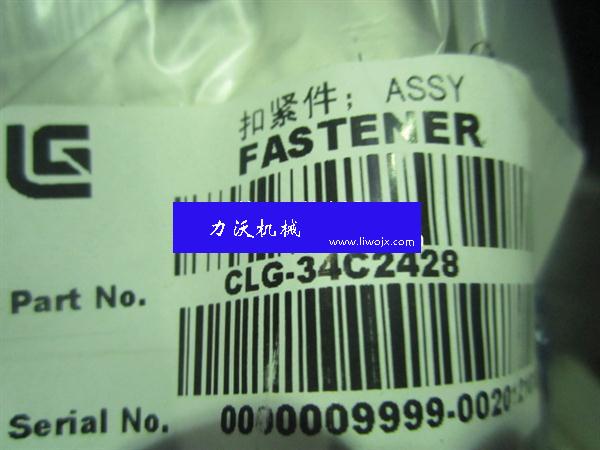 扣紧件; ASSY
FASTENER
力沃机械
www.liwojx.com
Part No.
CLG-34C2428
Serial No.